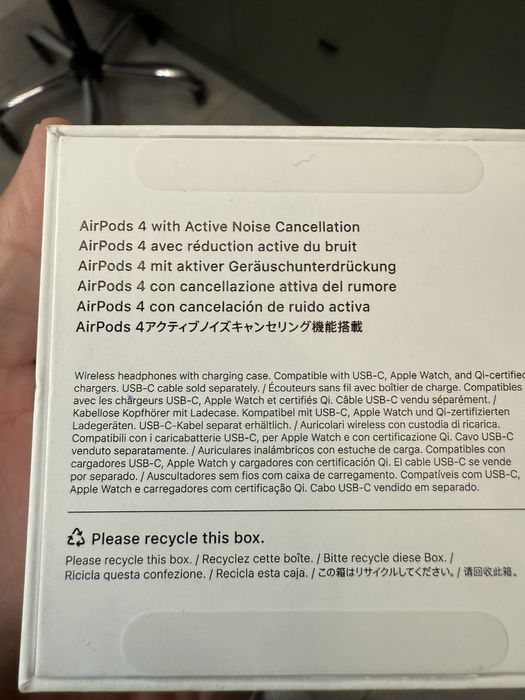 AirPods 4 with Active Noise Cancellation
AirPods 4 avec réduction active du bruit
AirPods 4 mit aktiver Geräuschunterdrückung
AirPods 4 con cancellazione attiva del rumore
AirPods 4 con cancelación de ruido activa
AirPods 4アクティブノイズキャンセリング機能搭載
Wireless headphones with charging case. Compatible with USB-C, Apple Watch, and Qi-certified
chargers. USB-C cable sold separately. / Écouteurs sans fil avec boîtier de charge. Compatibles
avec les chargeurs USB-C, Apple Watch et certifiés Qi. Câble USB-C vendu séparément. /
Kabellose Kopfhörer mit Ladecase. Kompatibel mit USB-C, Apple Watch und Qi-zertifizierten
Ladegeräten. USB-C-Kabel separat erhältlich. / Auricolari wireless con custodia di ricarica.
Compatibili con i caricabatterie USB-C, per Apple Watch e con certificazione Qi. Cavo USB-C
venduto separatamente. / Auriculares inalámbricos con estuche de carga. Compatibles con
cargadores USB-C, Apple Watch y cargadores con certificación Qi. El cable USB-C se vende
por separado. / Auscultadores sem fios com caixa de carregamento. Compatíveis com USB-C,
Apple Watch e carregadores com certificação Qi. Cabo USB-C vendido em separado.
Please recycle this box.
Please recycle this box. / Recyclez cette boîte. / Bitte recycle diese Box. /
Ricicla questa confezione. / Recicla esta caja. / この箱はリサイクルしてください。/ 请回收此箱。